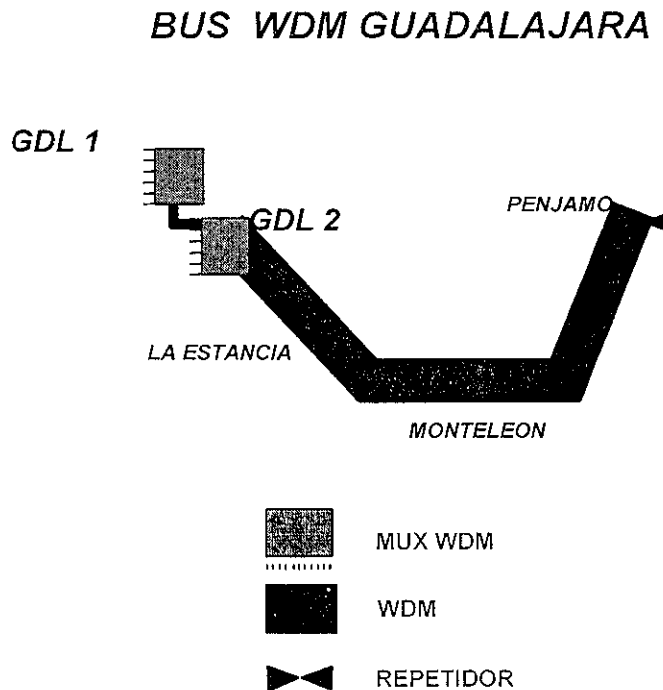 BUS WDM GUADALAJARA
GDL 1
GDL 2
PENJAMO
LA ESTANCIA
MONTELEON
MUX WDM
WDM
REPETIDOR